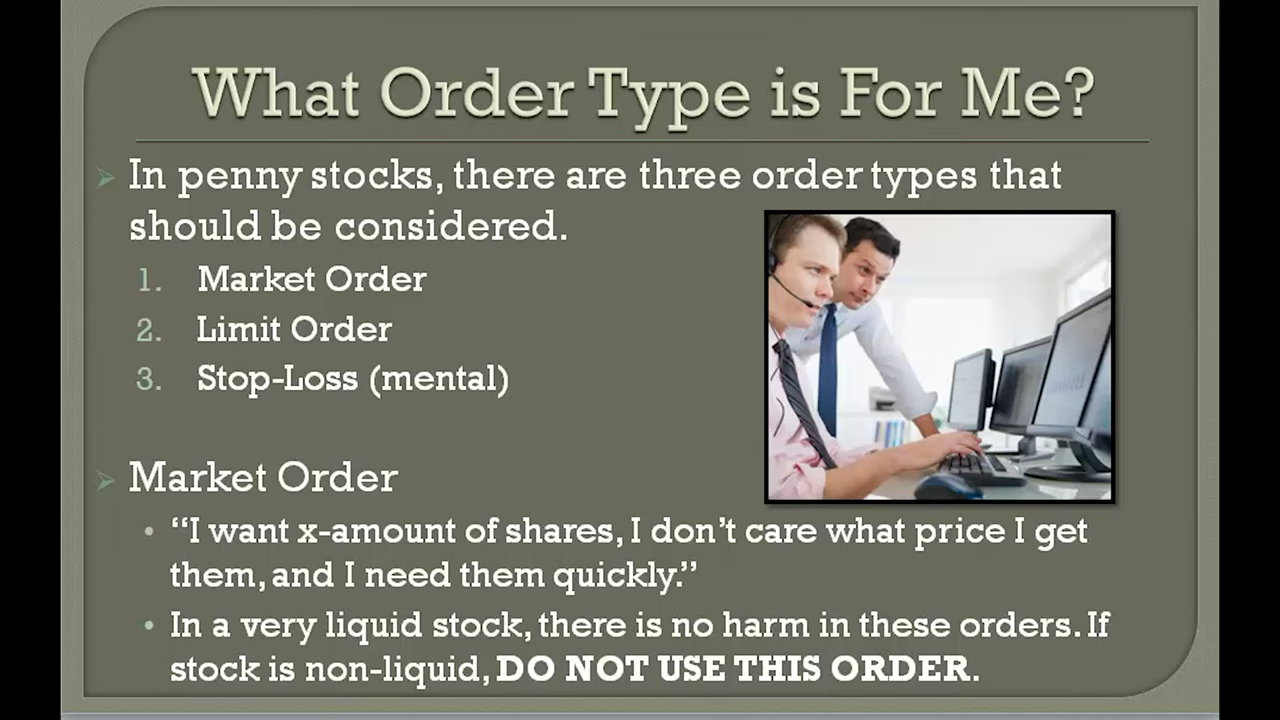 What Order Type is For Me?
In penny stocks, there are three order types that
should be considered.
1. Market Order
2. Limit Order
3. Stop-Loss (mental)
Market Order
• “I want x-amount of shares, I don’t care what price I get
them, and I need them quickly.”
• In a very liquid stock, there is no harm in these orders. If
stock is non-liquid, DO NOT USE THIS ORDER.